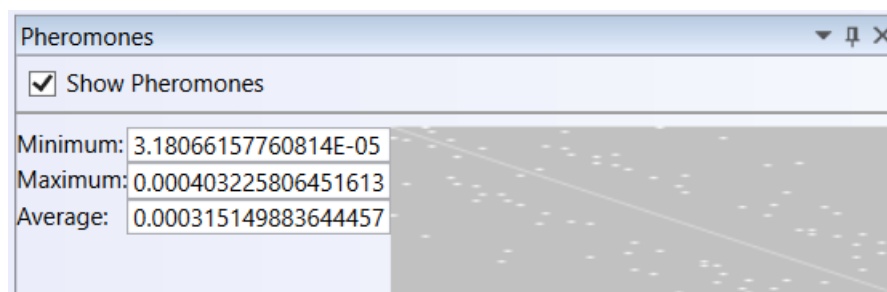 Pheromones
Show Pheromones
Minimum: 3.18066157760814E-05
Maximum: 0.000403225806451613
Average: 0.000315149883644457